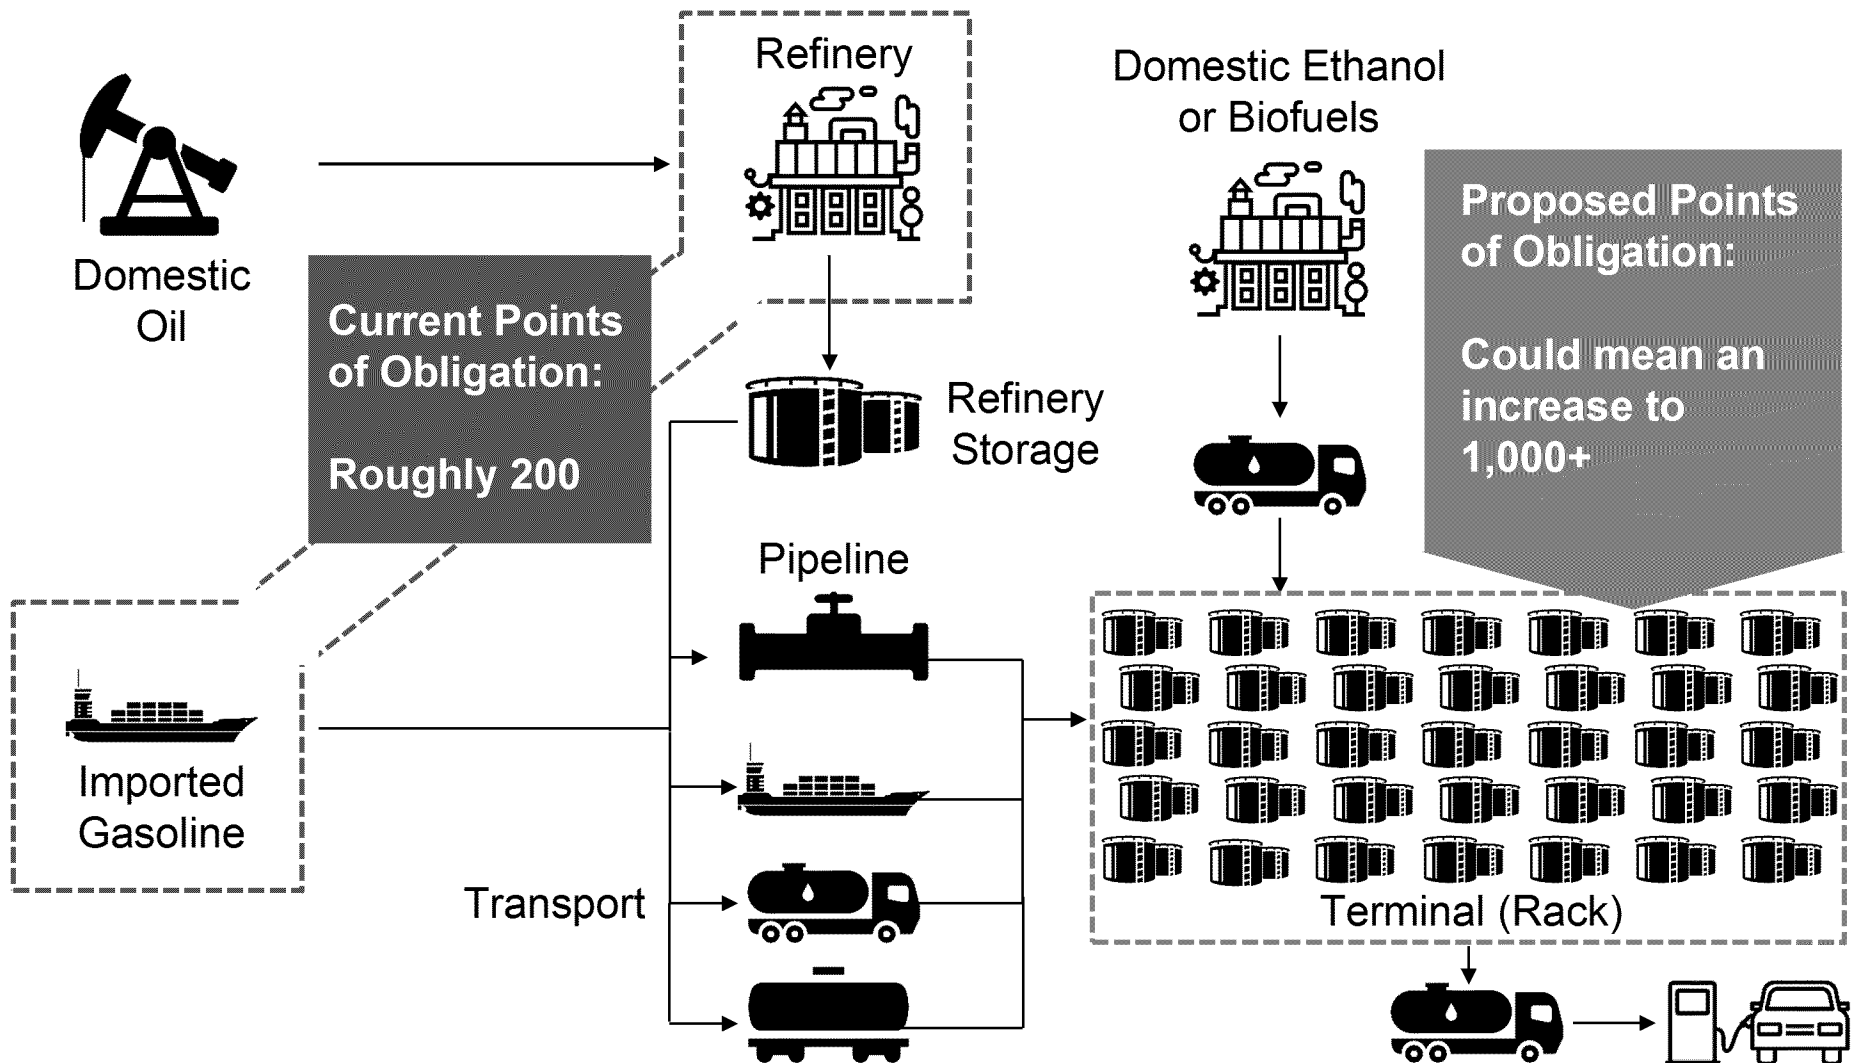 Refinery
Domestic Ethanol
or Biofuels
Domestic
Oil
Current Points
of Obligation:
Roughly 200
Proposed Points
of Obligation:
Could mean an
increase to
1,000+
Refinery
Storage
Pipeline
Imported
Gasoline
Transport
Terminal (Rack)